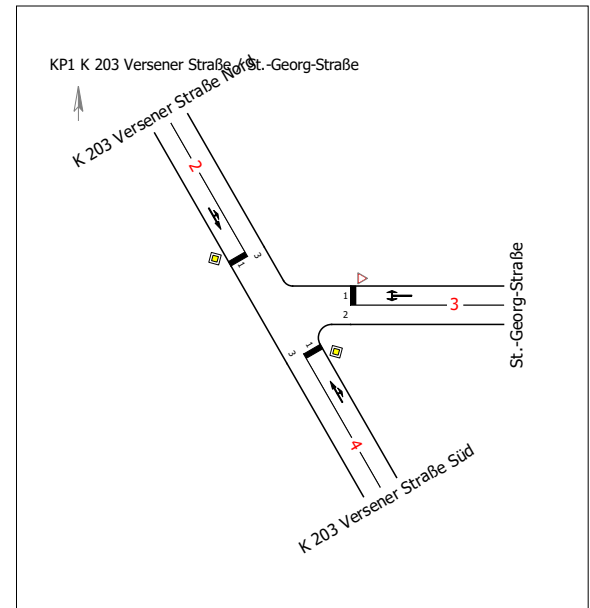 KP1 K 203 Versener Straße / St.-Georg-Straße
K 203 Versener Straße Nord
2
1
3
1
3
2
St.-Georg-Straße
3
1
4
K 203 Versener Straße Süd